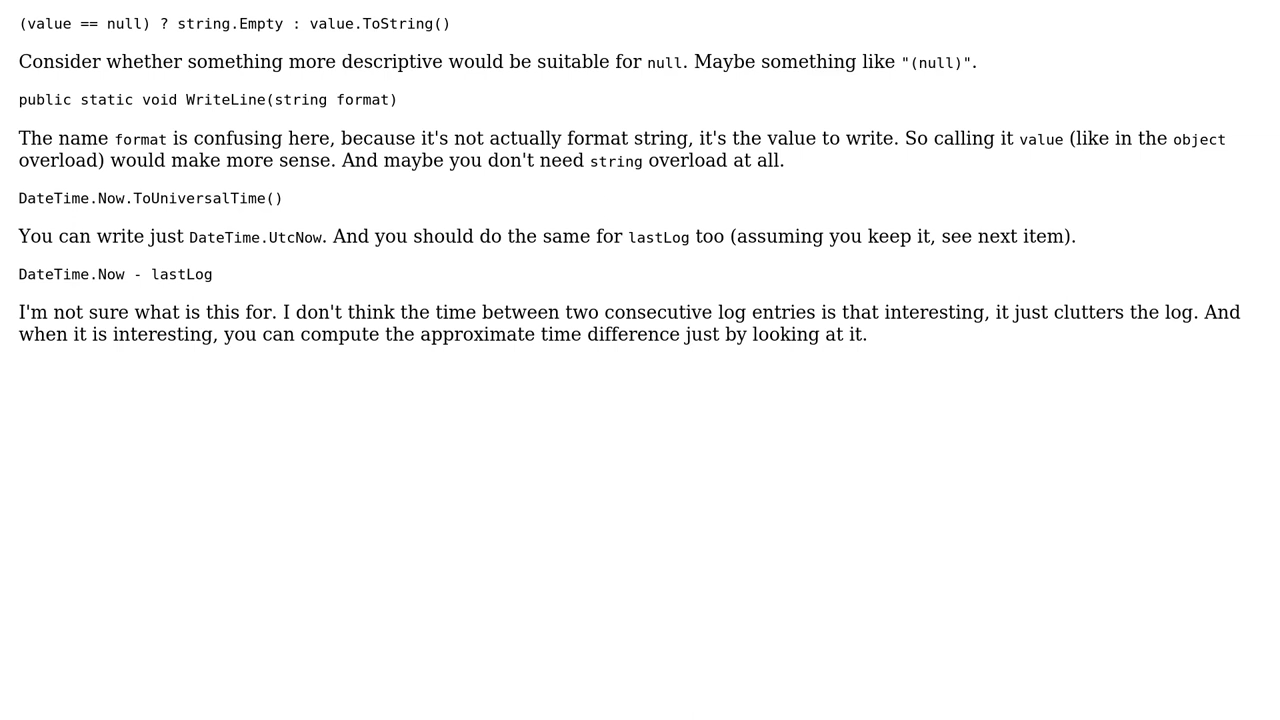 (value == null) ? string.Empty : value.ToString()
Consider whether something more descriptive would be suitable for null. Maybe something like "(null)".
public static void WriteLine(string format)
The name format is confusing here, because it's not actually format string, it's the value to write. So calling it value (like in the object
overload) would make more sense. And maybe you don't need string overload at all.
DateTime.Now.ToUniversalTime()
You can write just DateTime.UtcNow. And you should do the same for lastLog too (assuming you keep it, see next item).
DateTime.Now - lastLog
I'm not sure what is this for. I don't think the time between two consecutive log entries is that interesting, it just clutters the log. And
when it is interesting, you can compute the approximate time difference just by looking at it.